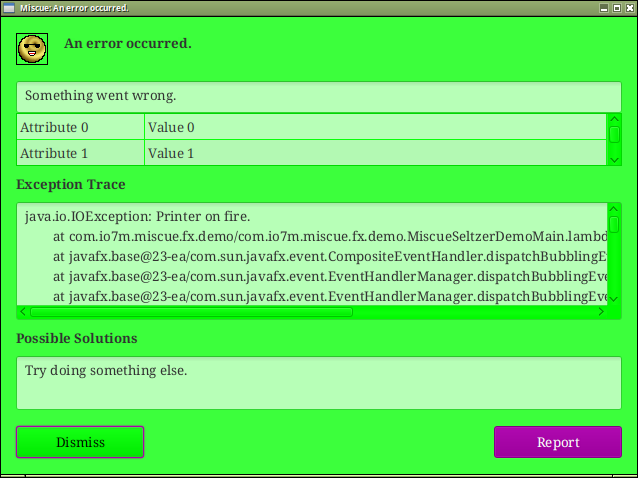 Miscue: An error occurred.
An error occurred.
Something went wrong.
Attribute 0 Value 0
Attribute 1 Value 1
Exception Trace
java.io.IOException: Printer on fire.
at com.io7m.miscue.fx.demo/com.io7m.miscue.fx.demo.MiscueSeltzerDemoMain.lambd
at javafx.base@23-ea/com.sun.javafx.event.CompositeEventHandler.dispatchBubblingE
at javafx.base@23-ea/com.sun.javafx.event.EventHandlerManager.dispatchBubblingEve
at javafx.base@23-ea/com.sun.javafx.event.EventHandlerManager.dispatchBubblingEve
Possible Solutions
Try doing something else.
Dismiss Report